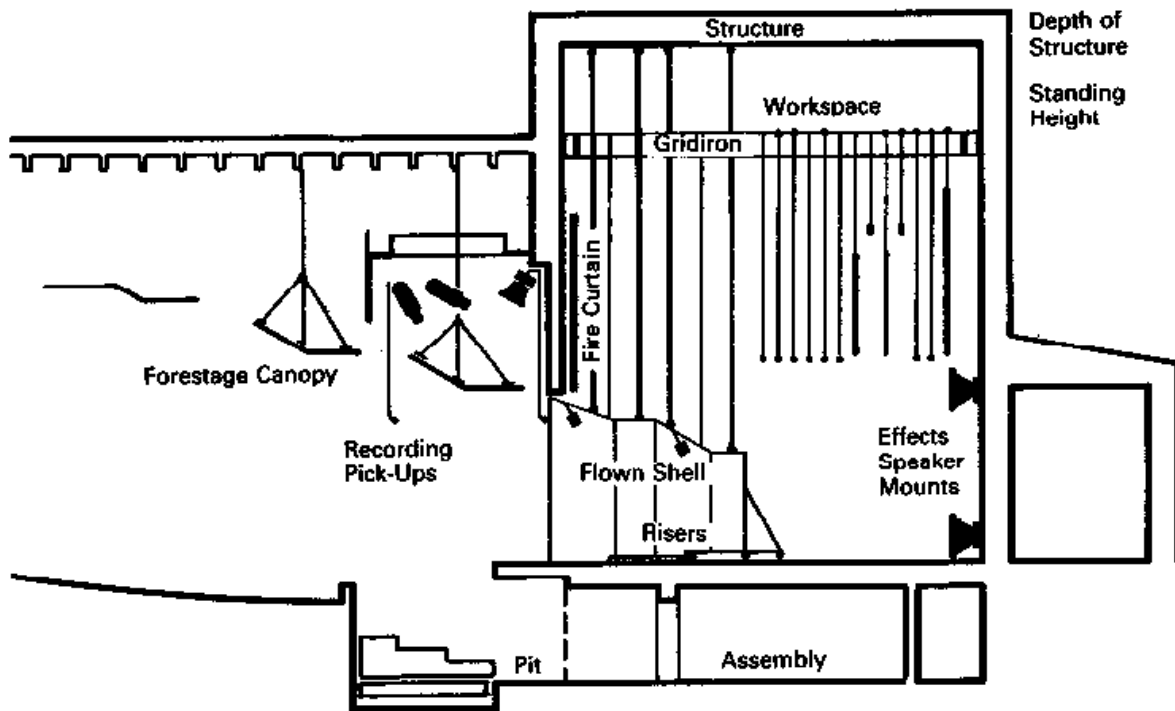 Structure
Depth of
Structure
Workspace
Standing
Height
Gridiron
Fire Curtain
Forestage Canopy
Recording
Pick-Ups
Flown Shell
Effects
Speaker
Mounts
Risers
Pit
Assembly